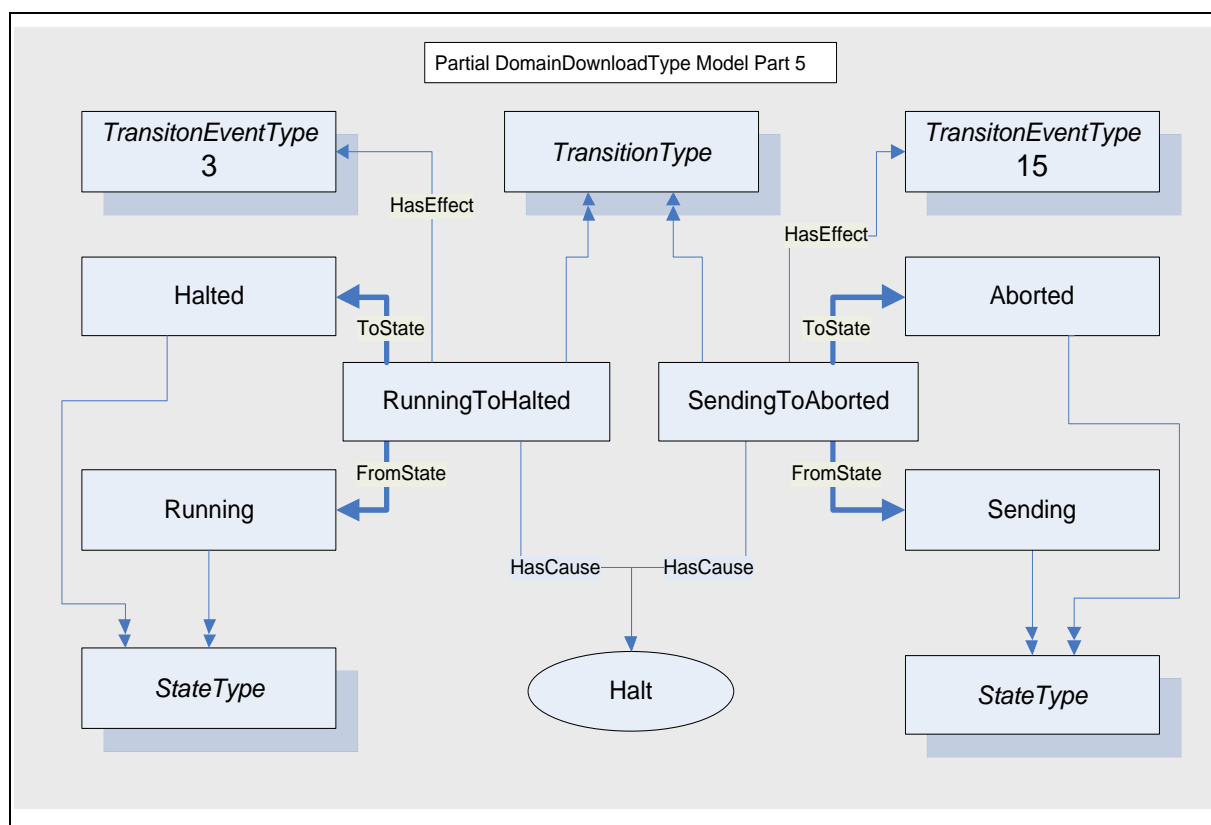 Partial DomainDownloadType Model Part 5
TransitonEventType
3
TransitionType
TransitonEventType
15
HasEffect
HasEffect
Halted
Aborted
ToState
ToState
RunningToHalted
SendingToAborted
FromState
FromState
Running
Sending
HasCause
HasCause
StateType
Halt
StateType